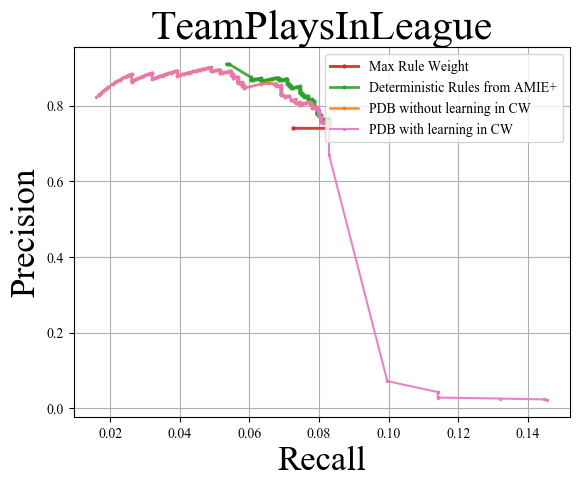 TeamPlaysInLeague
Max Rule Weight
Deterministic Rules from AMIE+
PDB without learning in CW
PDB with learning in CW
Precision
0.8
0.6
0.4
0.2
0.0
0.02 0.04 0.06 0.08 0.10 0.12 0.14
Recall